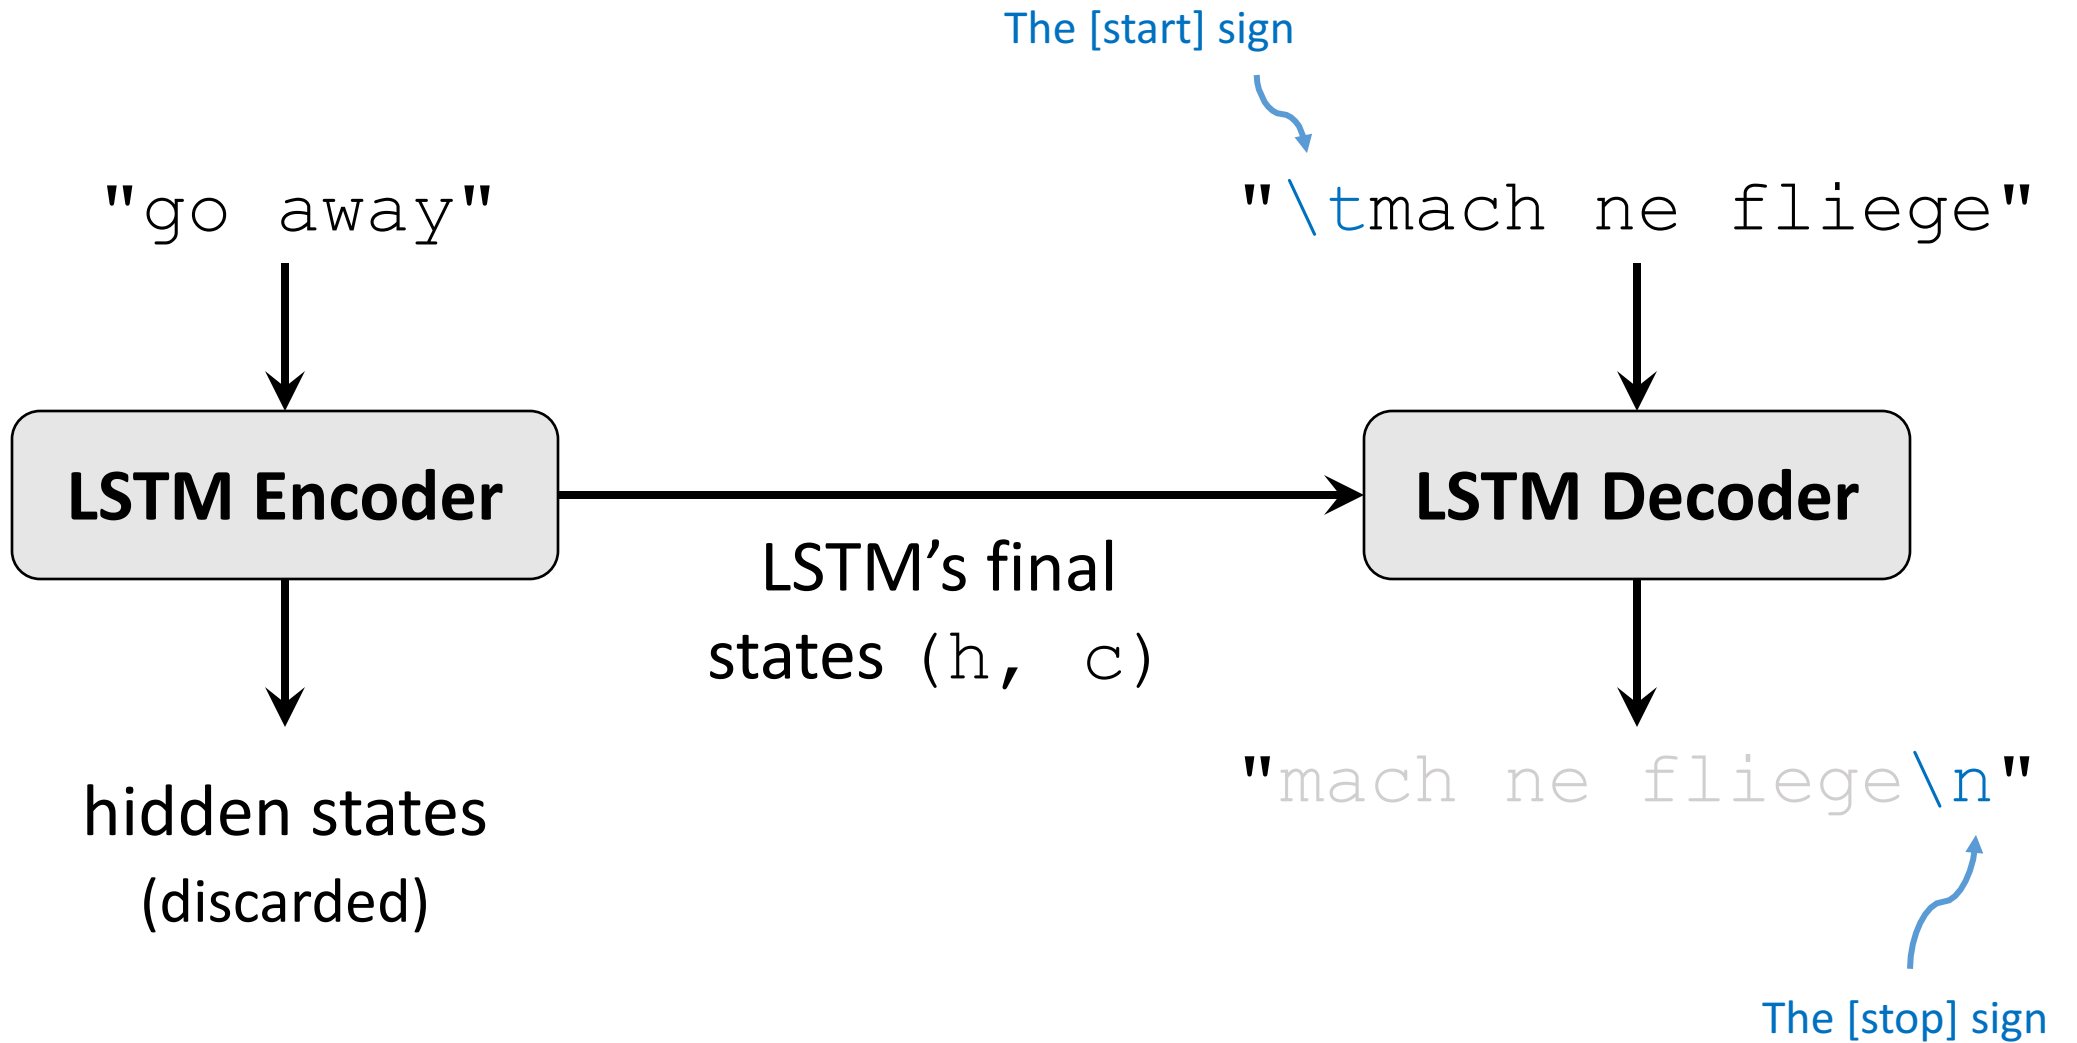 The [start] sign
"go away"
"\tmach ne fliege"
LSTM Encoder
LSTM Decoder
LSTM’s final
states (h, c)
hidden states
(discarded)
"mach ne fliege\n"
The [stop] sign